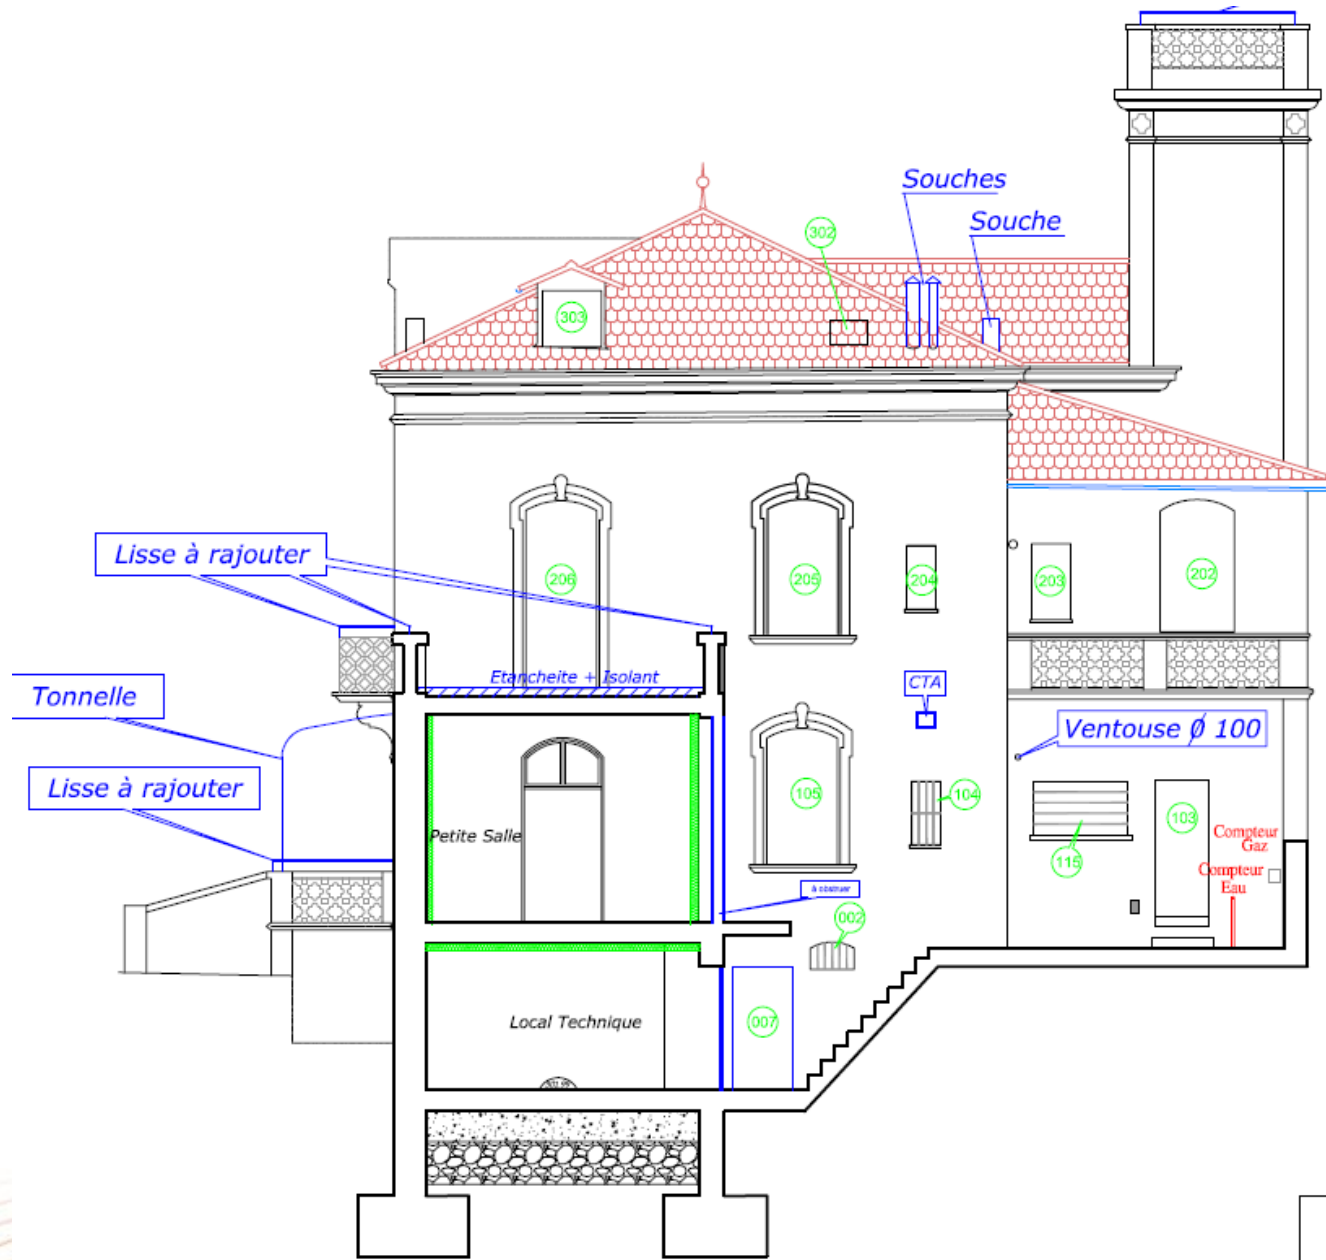 Souches
Souche
302
303
Lisse à rajouter
206
205
204
203
202
Etancheite + Isolant
CTA
Tonnelle
Ventouse Ø 100
Lisse à rajouter
105
104
103
115
Compteur
Gaz
Compteur
Eau
Petite Salle
à obstruer
002
Local Technique
007